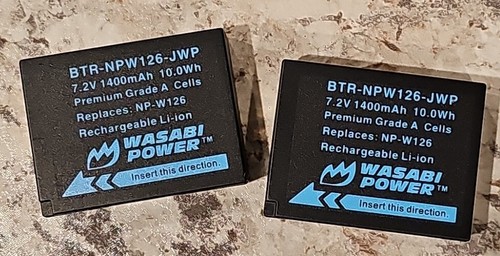 BTR-NPW126-JWP
7.2V 1400mAh 10.0Wh
Premium Grade A Cells
Replaces: NP-W126
Rechargeable Li-ion
WASABI
POWER™
Insert this direction.
BTR-NPW126-JWP
7.2V 1400mAh 10.0Wh
Premium Grade A Cells
Replaces: NP-W126
Rechargeable Li-ion
WASABI
POWER™
Insert this direction.